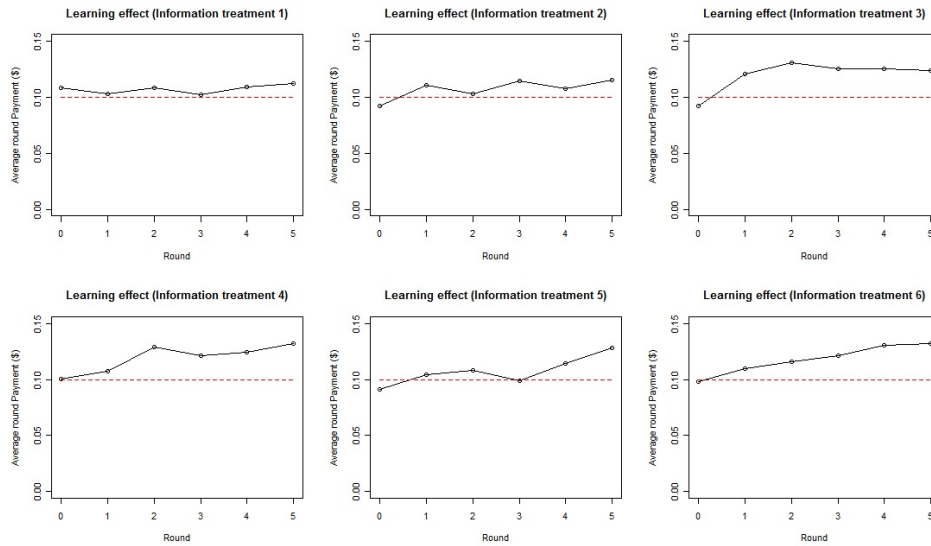 Learning effect (Information treatment 1)
Average round Payment ($)
0.15
0.10
0.05
0.00
0 1 2 3 4 5
Round
Learning effect (Information treatment 2)
Average round Payment ($)
0.15
0.10
0.05
0.00
0 1 2 3 4 5
Round
Learning effect (Information treatment 3)
Average round Payment ($)
0.15
0.10
0.05
0.00
0 1 2 3 4 5
Round
Learning effect (Information treatment 4)
Average round Payment ($)
0.15
0.10
0.05
0.00
0 1 2 3 4 5
Round
Learning effect (Information treatment 5)
Average round Payment ($)
0.15
0.10
0.05
0.00
0 1 2 3 4 5
Round
Learning effect (Information treatment 6)
Average round Payment ($)
0.15
0.10
0.05
0.00
0 1 2 3 4 5
Round